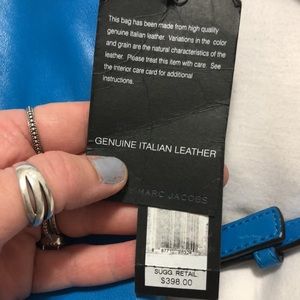 This bag has been made from high quality
genuine Italian leather. Variations in the color
and grain are the natural characteristics of the
leather. Please treat this item with care. See
the interior care card for additional
instructions.
GENUINE ITALIAN LEATHER
MARC JACOBS
SUGG. RETAIL
$398.00